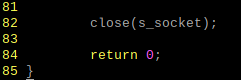 81
82 close(s_socket);
83
84 return 0;
85 }